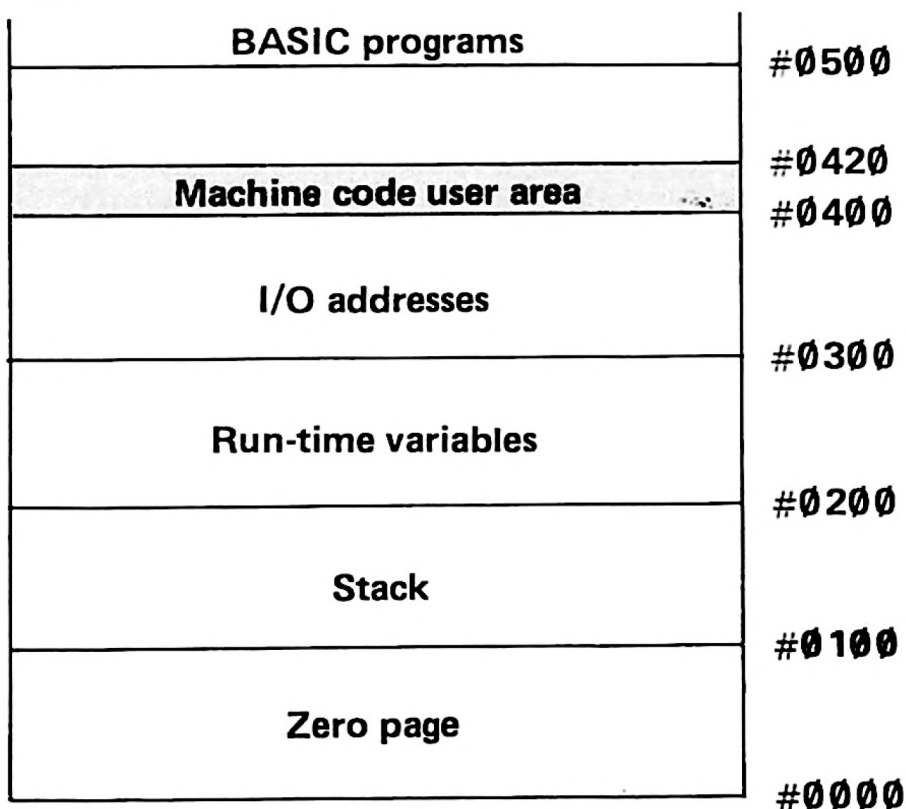 BASIC programs
#0500
#0420
Machine code user area
#0400
I/O addresses
#0300
Run-time variables
#0200
Stack
#0100
Zero page
#0000